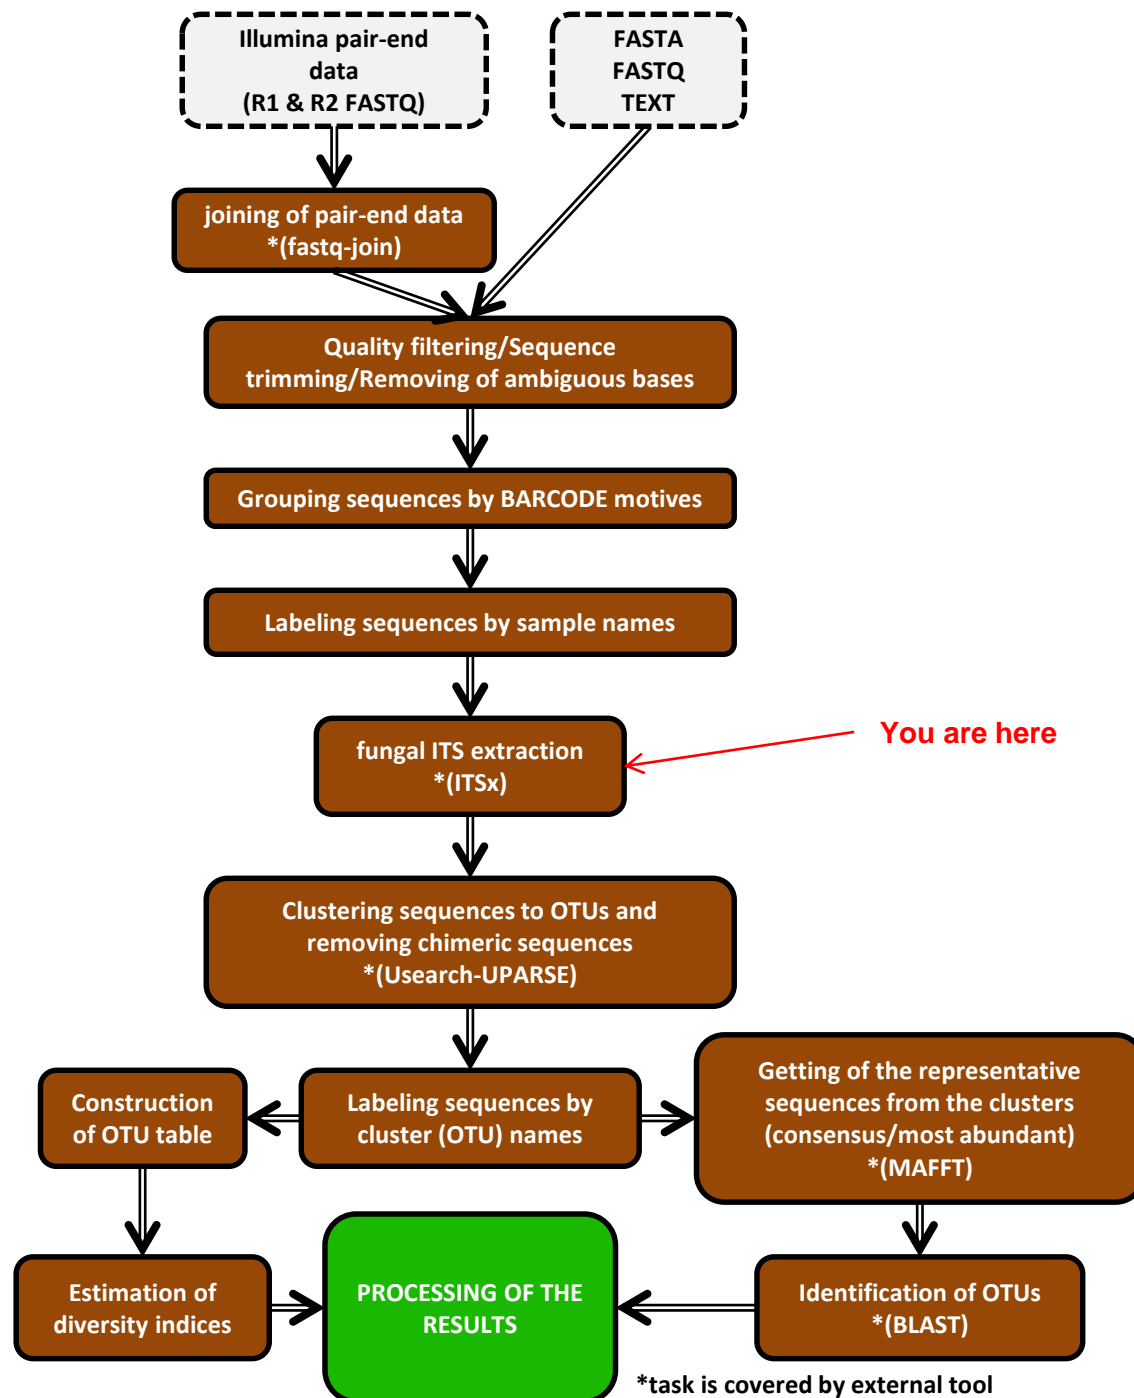 Illumina pair-end
data
(R1 & R2 FASTQ)
FASTA
FASTQ
TEXT
joining of pair-end data
*(fastq-join)
Quality filtering/Sequence
trimming/Removing of ambiguous bases
Grouping sequences by BARCODE motives
Labeling sequences by sample names
fungal ITS extraction
*(ITSx)
You are here
Clustering sequences to OTUs and
removing chimeric sequences
*(Usearch-UPARSE)
Construction
of OTU table
Labeling sequences by
cluster (OTU) names
Getting of the representative
sequences from the clusters
(consensus/most abundant)
*(MAFFT)
Estimation of
diversity indices
PROCESSING OF THE
RESULTS
Identification of OTUs
*(BLAST)
*task is covered by external tool